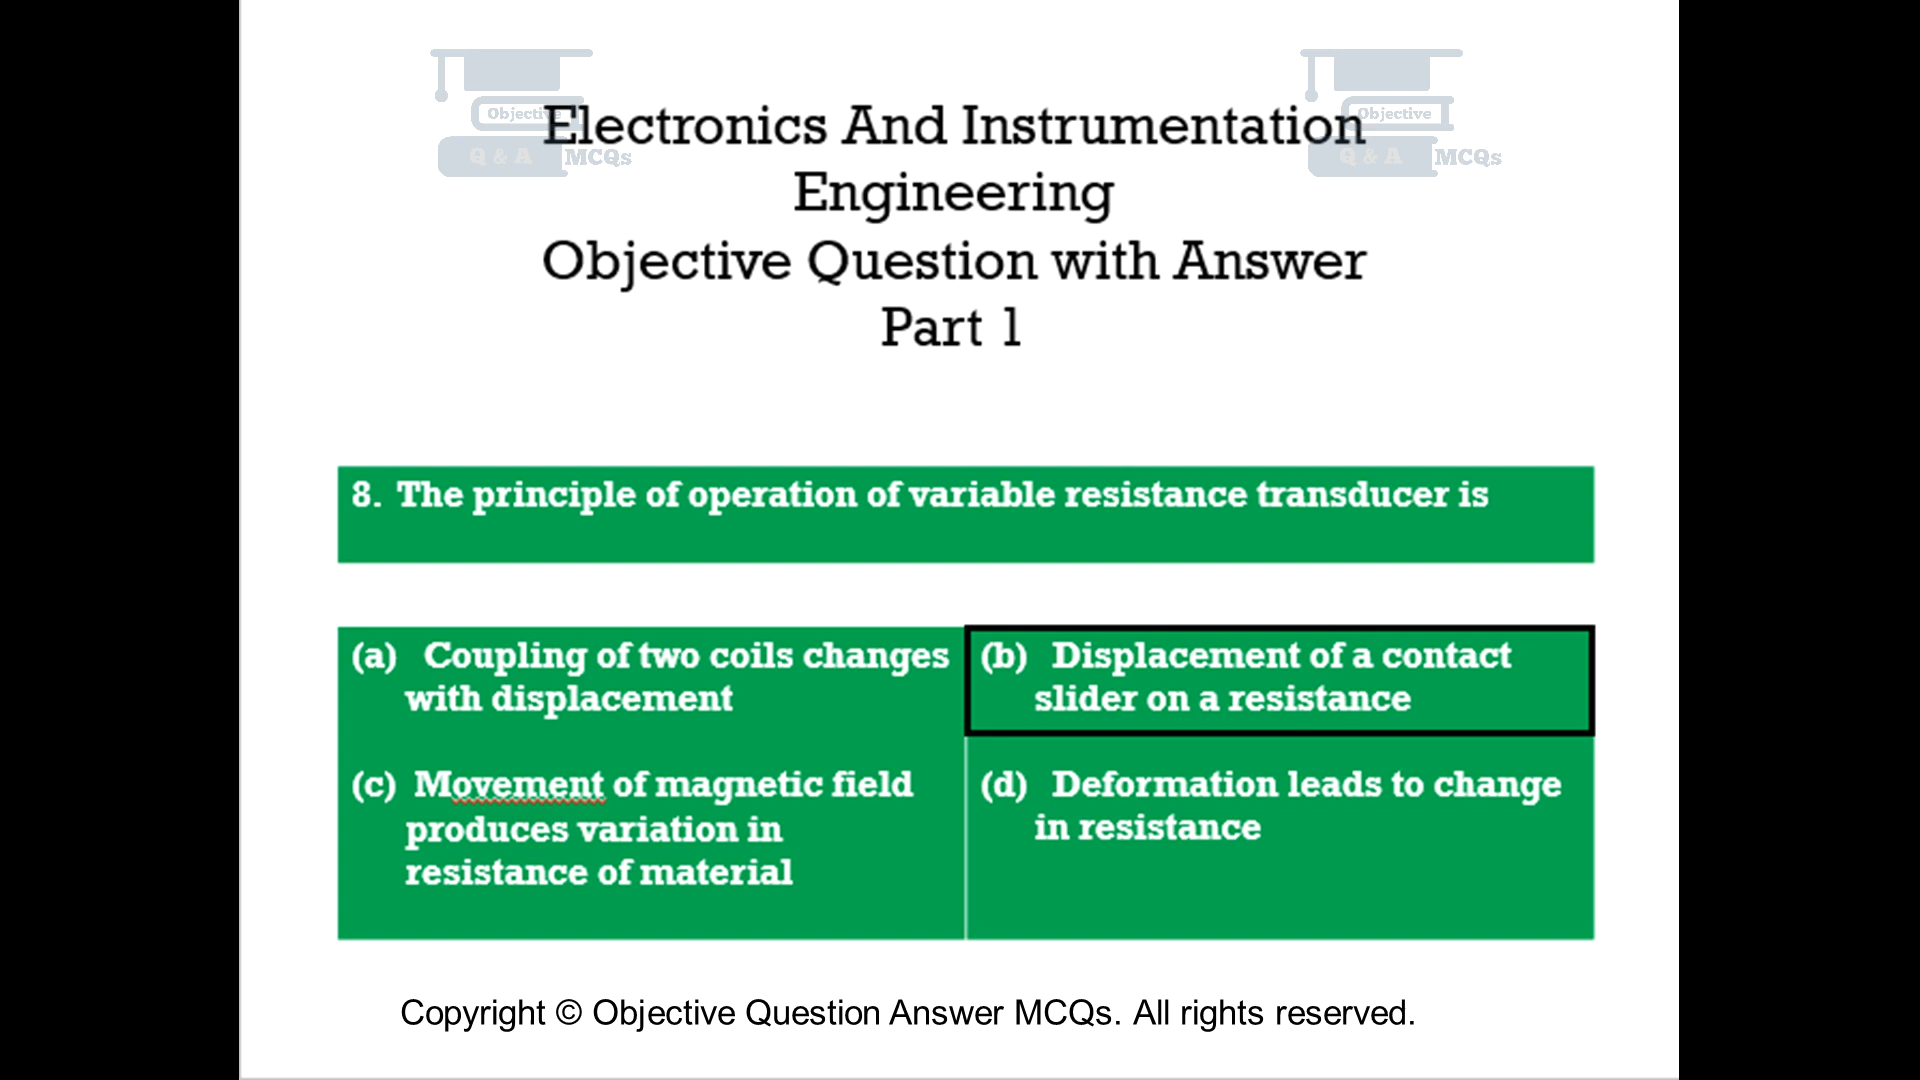 Objective
Q & A MCQs
Objective
Q & A MCQs
Electronics And Instrumentation
Engineering
Objective Question with Answer
Part 1
8. The principle of operation of variable resistance transducer is
(a) Coupling of two coils changes
with displacement
(b) Displacement of a contact
slider on a resistance
(c) Movement of magnetic field
produces variation in
resistance of material
(d) Deformation leads to change
in resistance
Copyright © Objective Question Answer MCQs. All rights reserved.